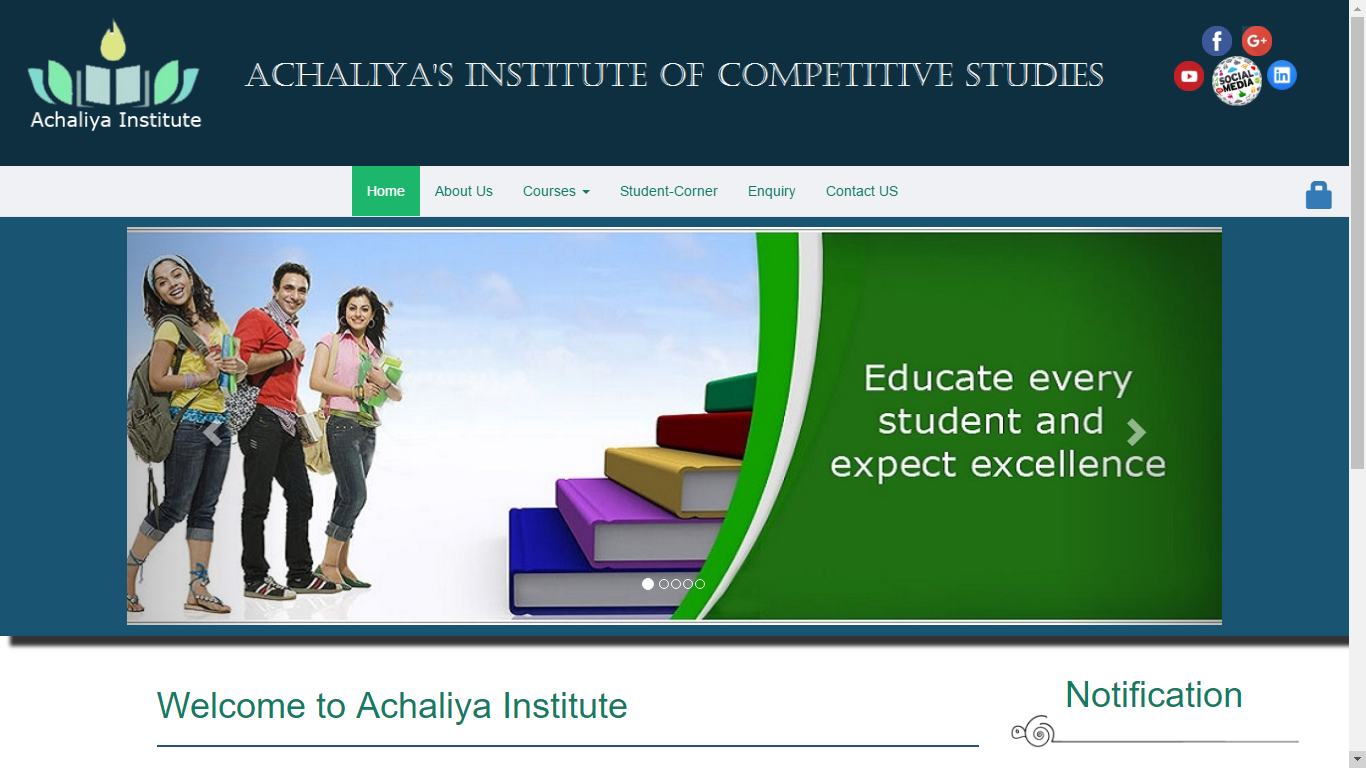 Achaliya Institute
ACHALIYA'S INSTITUTE OF COMPETITIVE STUDIES
f
G+
SOCIAL
MEDIA
in
Home
About Us
Courses
Student-Corner
Enquiry
Contact US
Educate every
student and
expect excellence
Welcome to Achaliya Institute
Notification